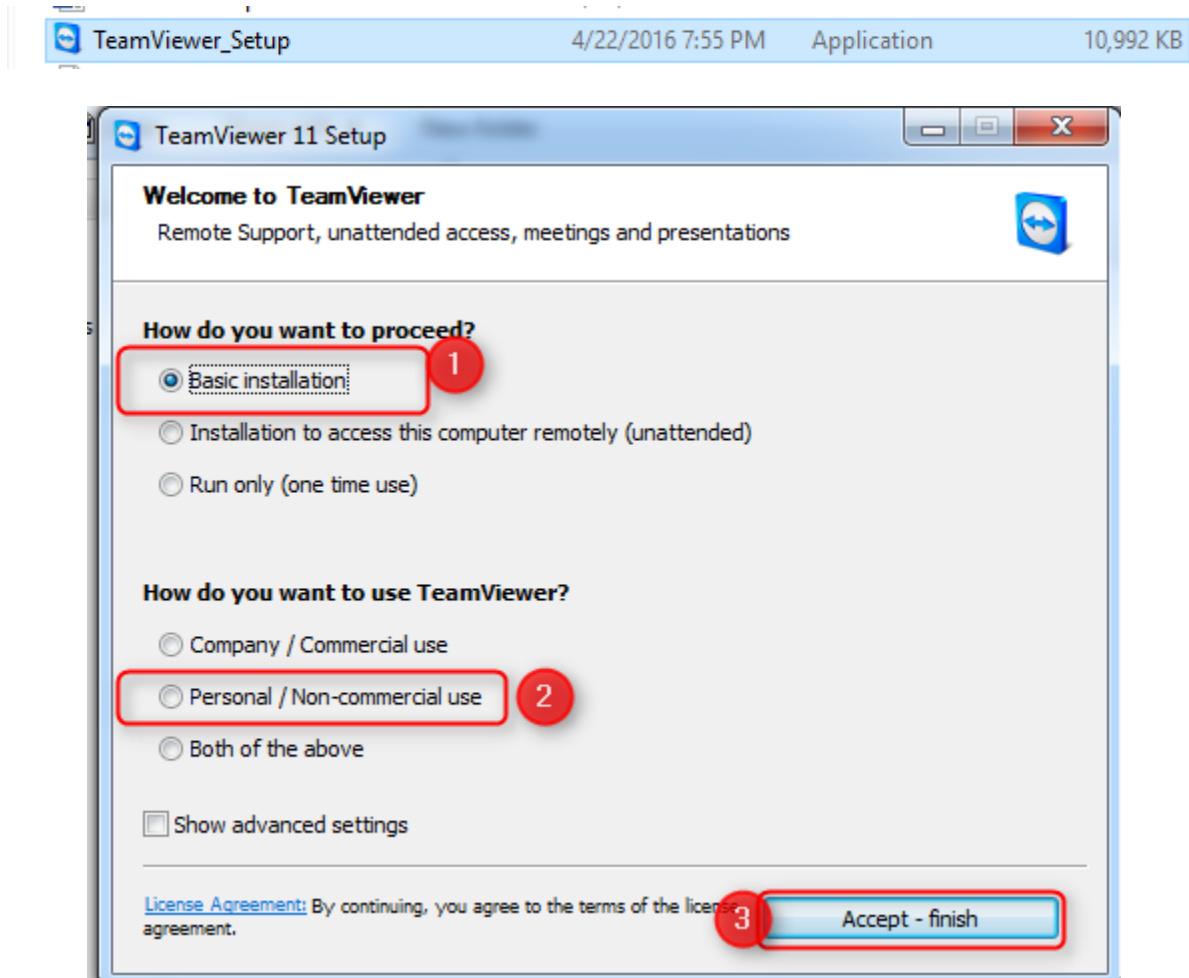 TeamViewer_Setup 4/22/2016 7:55 PM Application 10,992 KB
TeamViewer 11 Setup
Welcome to TeamViewer
Remote Support, unattended access, meetings and presentations
How do you want to proceed?
1
Basic installation
Installation to access this computer remotely (unattended)
Run only (one time use)
How do you want to use TeamViewer?
Company / Commercial use
Personal / Non-commercial use 2
Both of the above
Show advanced settings
License Agreement: By continuing, you agree to the terms of the license
agreement.
3 Accept - finish